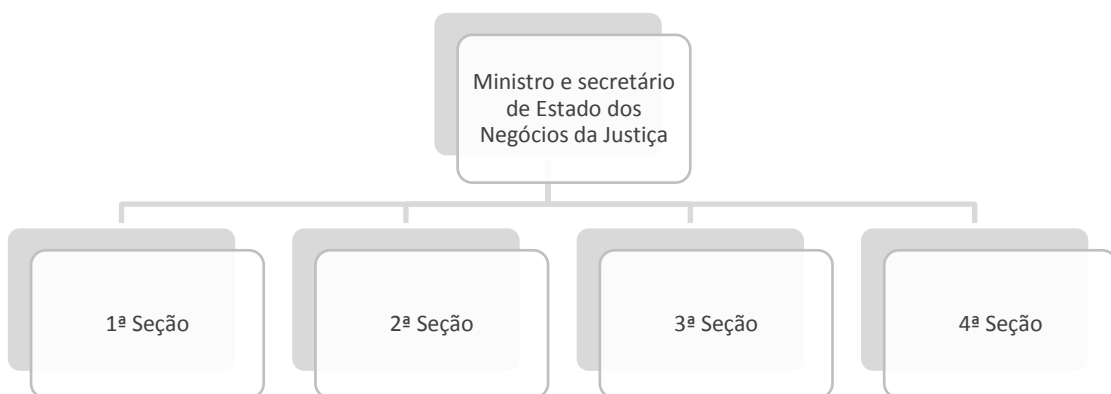 Ministro e secretário
de Estado dos
Negócios da Justiça
1ª Seção
2ª Seção
3ª Seção
4ª Seção